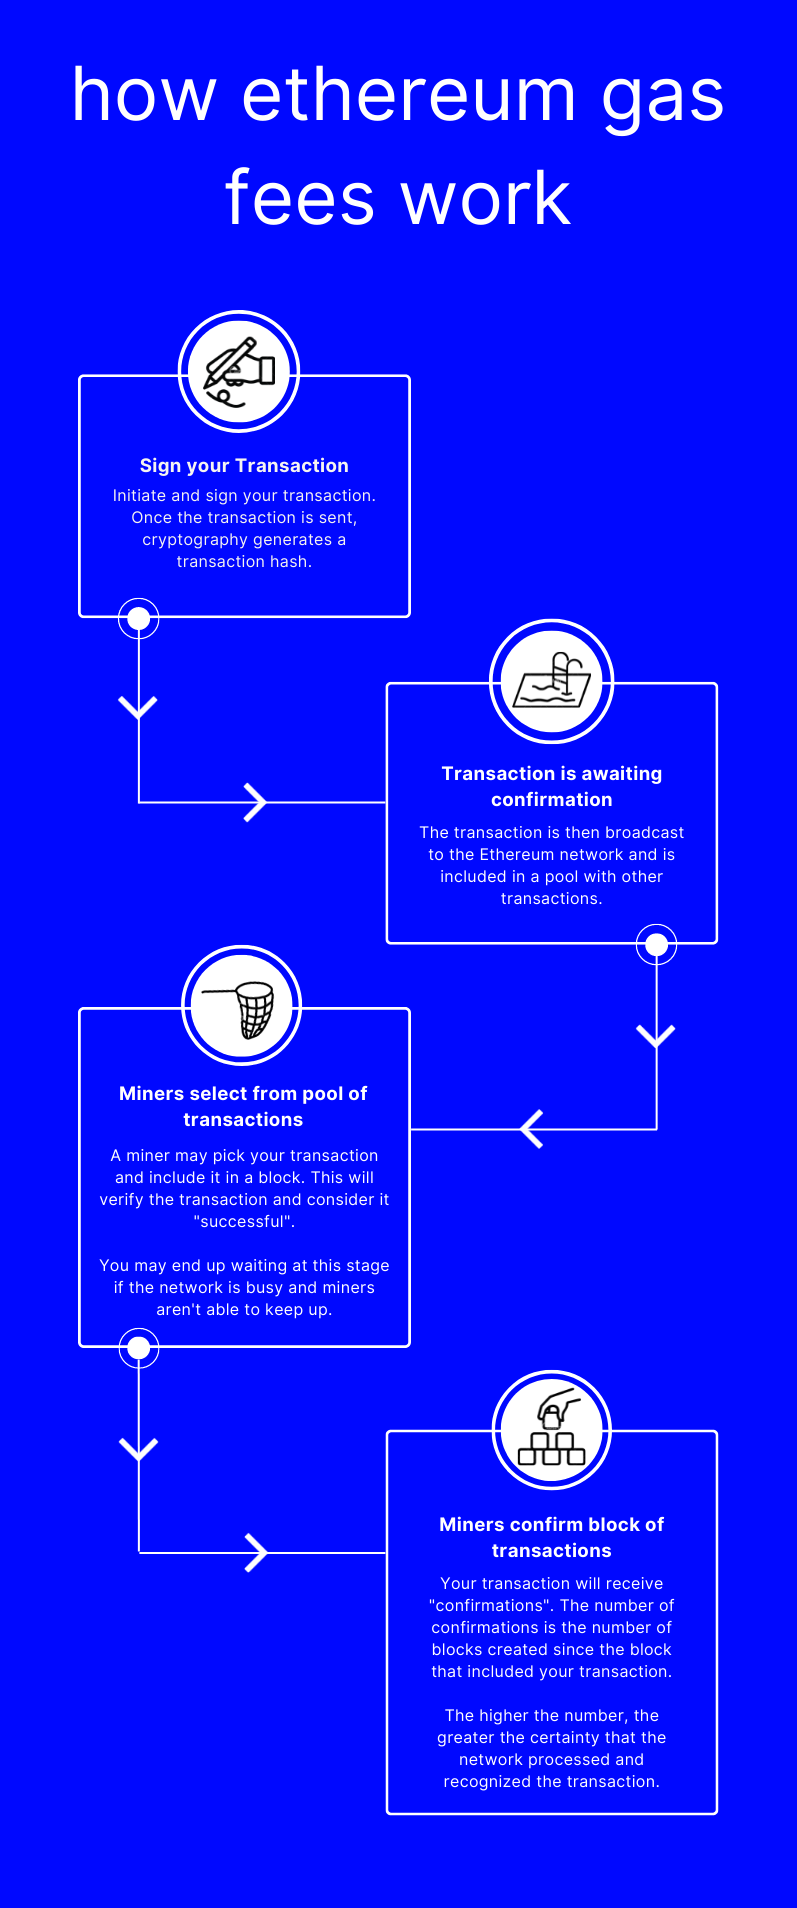 how ethereum gas
fees work
Sign your Transaction
Initiate and sign your transaction.
Once the transaction is sent,
cryptography generates a
transaction hash.
Transaction is awaiting
confirmation
The transaction is then broadcast
to the Ethereum network and is
included in a pool with other
transactions.
Miners select from pool of
transactions
A miner may pick your transaction
and include it in a block. This will
verify the transaction and consider it
"successful".
You may end up waiting at this stage
if the network is busy and miners
aren't able to keep up.
Miners confirm block of
transactions
Your transaction will receive
"confirmations". The number of
confirmations is the number of
blocks created since the block
that included your transaction.
The higher the number, the
greater the certainty that the
network processed and
recognized the transaction.